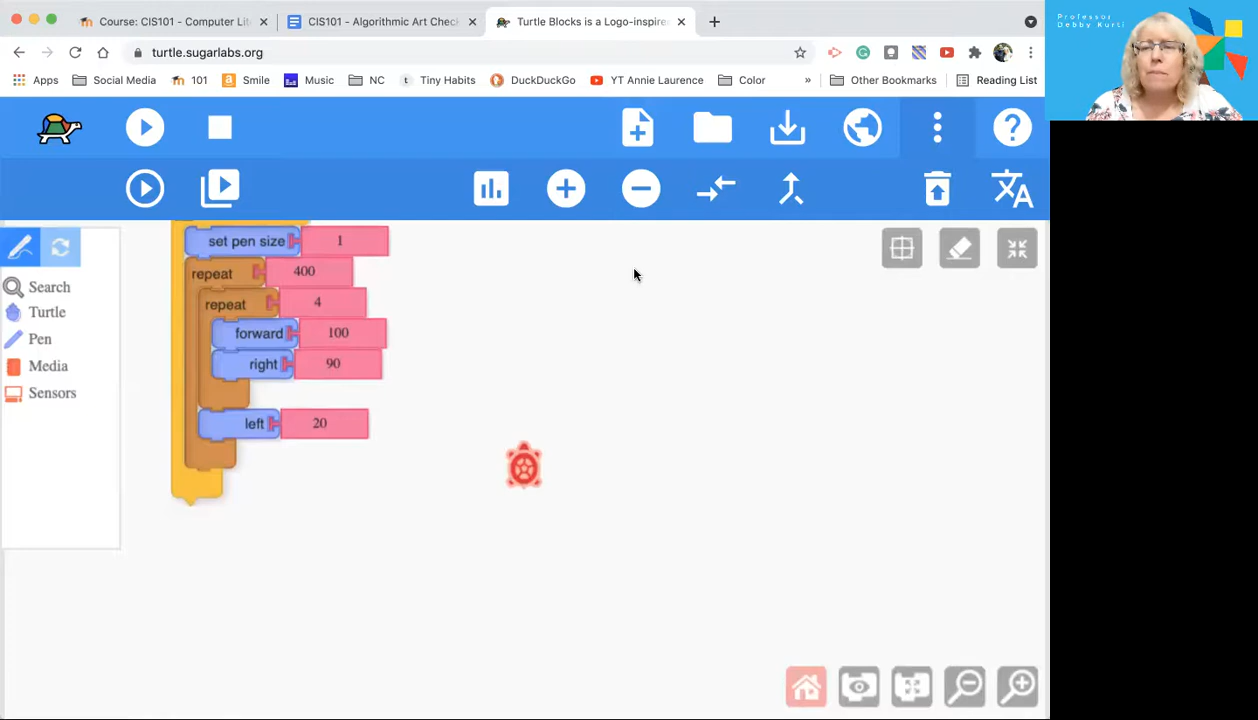 Course: CIS101 - Computer Lit
CIS101 - Algorithmic Art Chec
Turtle Blocks is a Logo-inspire
Professor
Debby Kurti
turtle.sugarlabs.org
Apps
Social Media
101
Smile
Music
NC
Tiny Habits
DuckDuckGo
YT Annie Laurence
Color
»
Other Bookmarks
Reading List
set pen size 1
repeat 400
repeat 4
forward 100
right 90
left 20
Search
Turtle
Pen
Media
Sensors